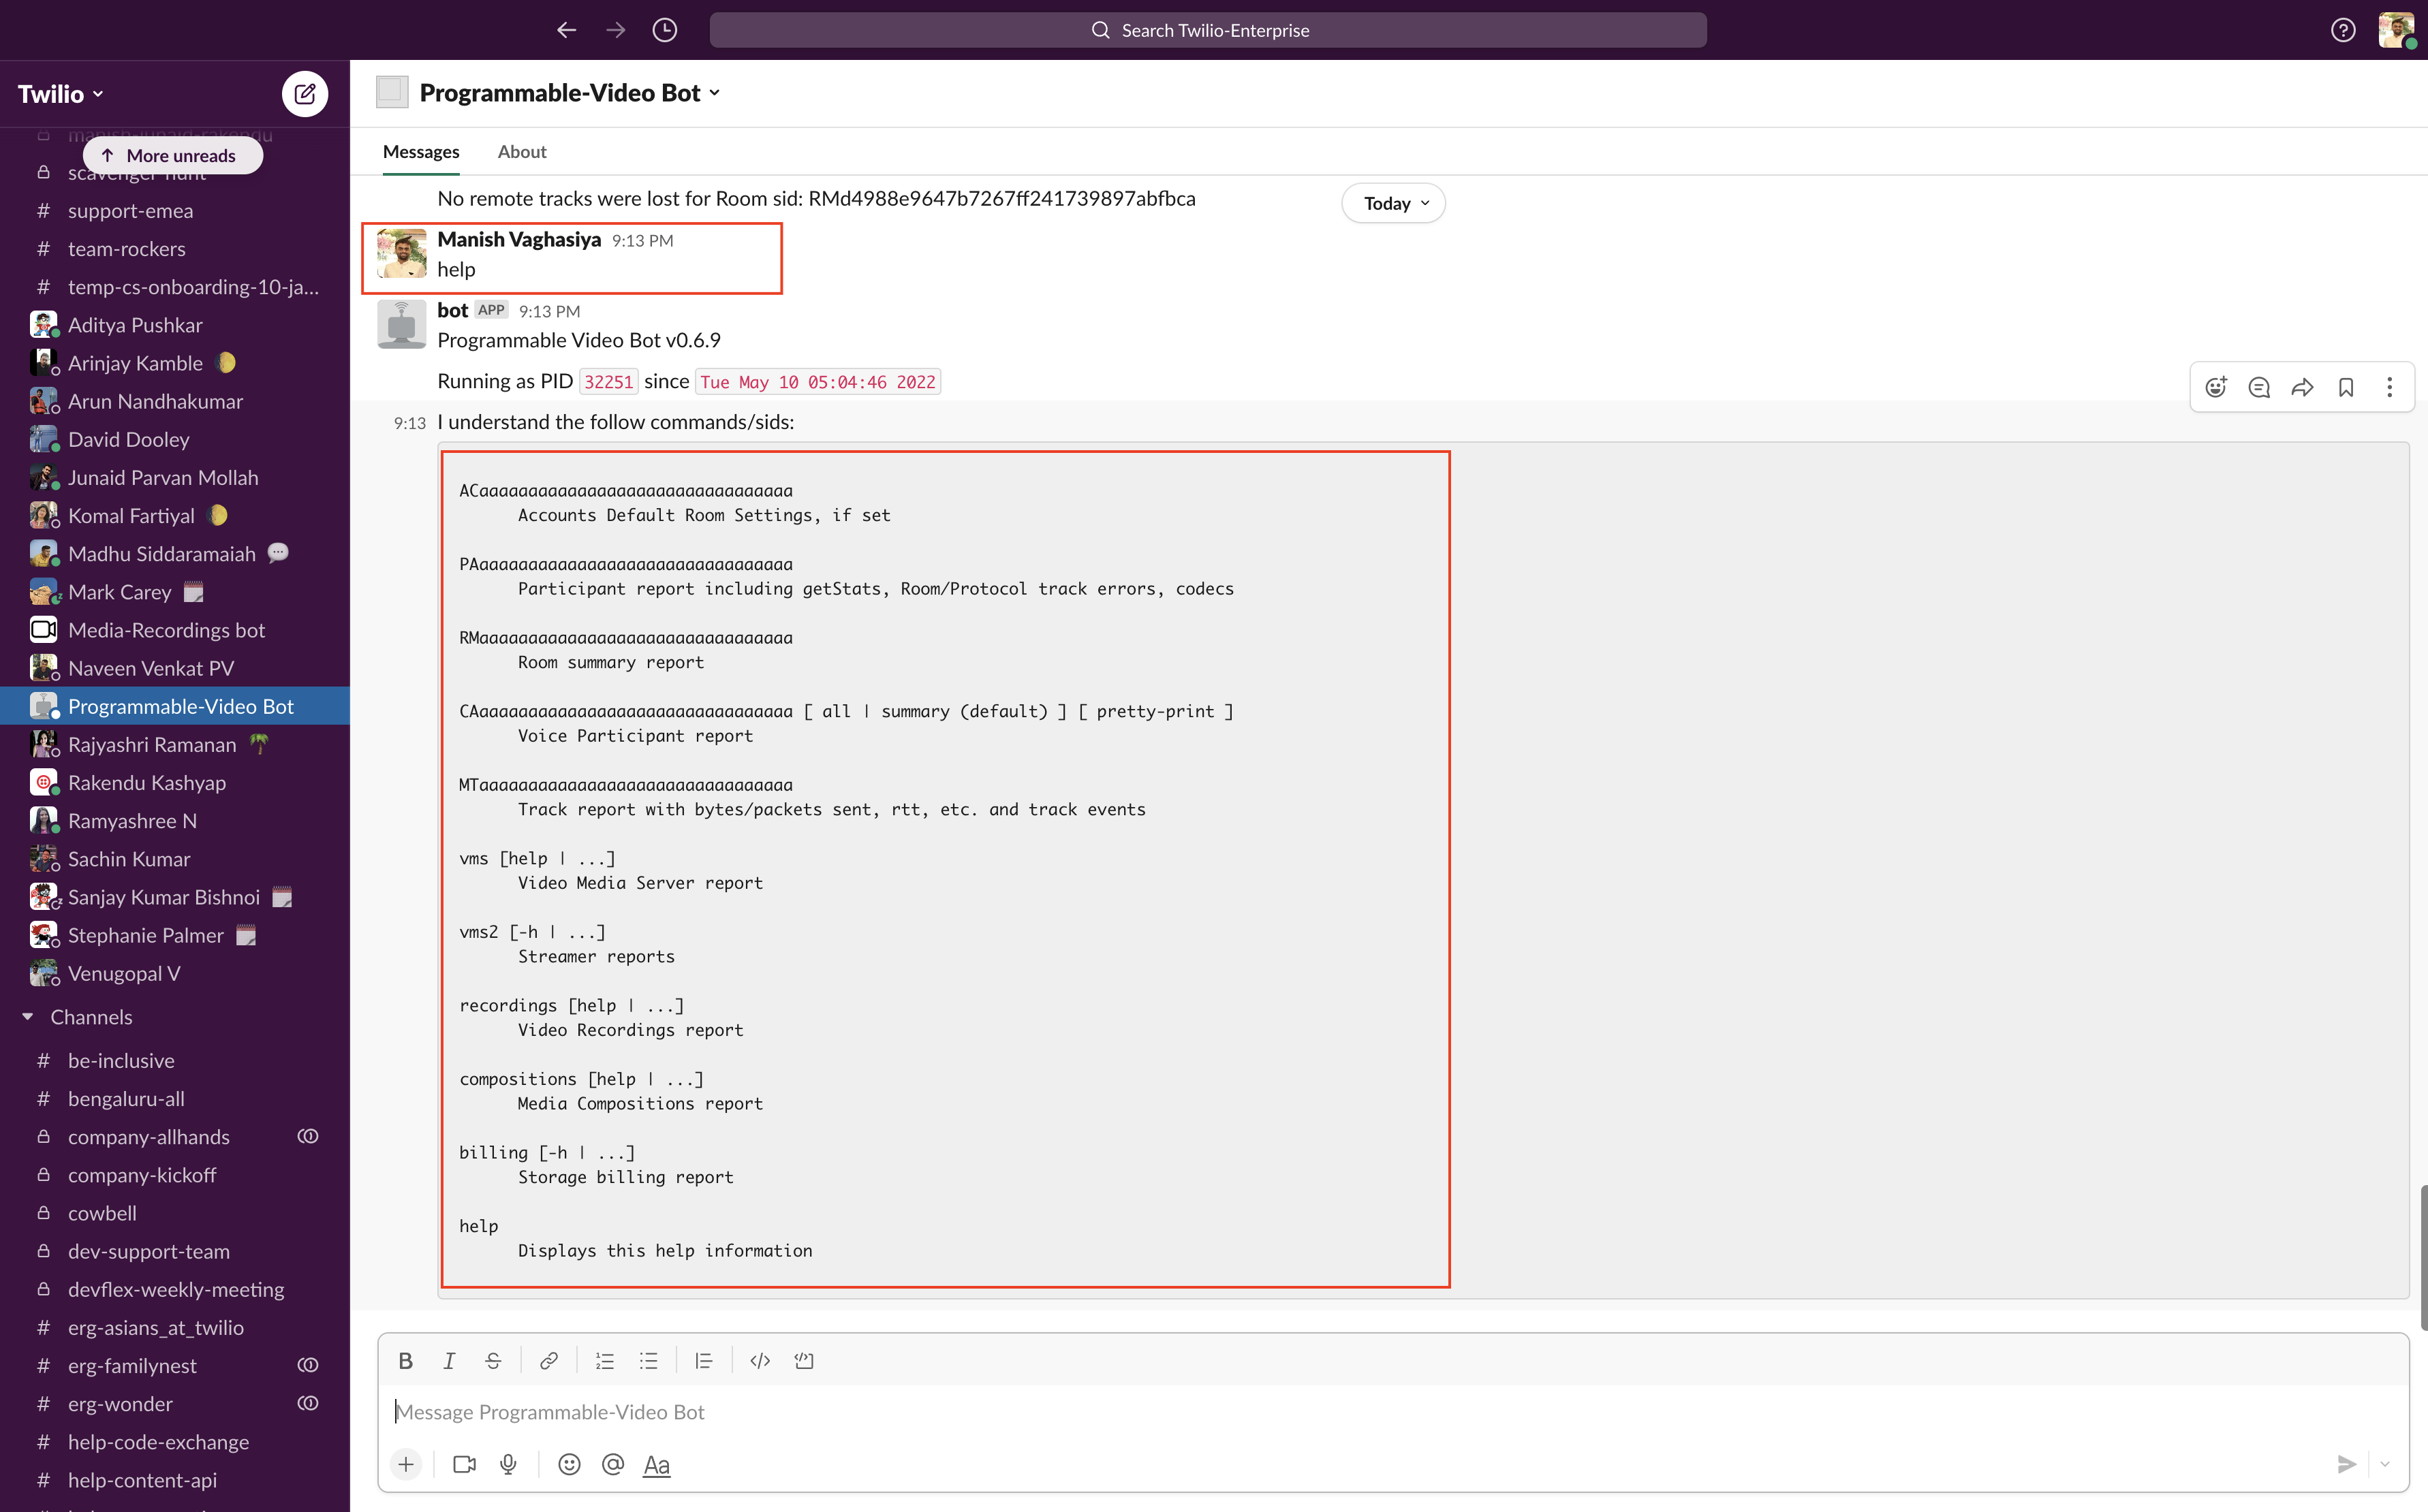 Search Twilio-Enterprise
Twilio
More unreads
support-emea
team-rockers
temp-cs-onboarding-10-ja...
Aditya Pushkar
Arinjay Kamble
Arun Nandhakumar
David Dooley
Junaid Parvan Mollah
Komal Fartiyal
Madhu Siddaramaiah
Mark Carey
Media-Recordings bot
Naveen Venkat PV
Programmable-Video Bot
Rajyashri Ramanan
Rakendu Kashyap
Ramyashree N
Sachin Kumar
Sanjay Kumar Bishnoi
Stephanie Palmer
Venugopal V
Channels
# be-inclusive
# bengaluru-all
company-allhands
company-kickoff
cowbell
dev-support-team
devflex-weekly-meeting
# erg-asians_at_twilio
# erg-familynest
# erg-wonder
# help-code-exchange
# help-content-api
Programmable-Video Bot
Messages About
No remote tracks were lost for Room sid: RMd4988e9647b7267ff241739897abfbca
Today
Manish Vaghasiya 9:13 PM
help
bot APP 9:13 PM
Programmable Video Bot v0.6.9
Running as PID 32251 since Tue May 10 05:04:46 2022
9:13 I understand the follow commands/sids:
ACaaaaaaaaaaaaaaaaaaaaaaaaaaaaaaaa
Accounts Default Room Settings, if set
PAaaaaaaaaaaaaaaaaaaaaaaaaaaaaaaaa
Participant report including getStats, Room/Protocol track errors, codecs
RMaaaaaaaaaaaaaaaaaaaaaaaaaaaaaaaa
Room summary report
CAaaaaaaaaaaaaaaaaaaaaaaaaaaaaaaaa [ all | summary (default) ] [ pretty-print ]
Voice Participant report
MTaaaaaaaaaaaaaaaaaaaaaaaaaaaaaaaa
Track report with bytes/packets sent, rtt, etc. and track events
vms [help | ...]
Video Media Server report
vms2 [-h | ...]
Streamer reports
recordings [help | ...]
Video Recordings report
compositions [help | ...]
Media Compositions report
billing [-h | ...]
Storage billing report
help
Displays this help information
Message Programmable-Video Bot